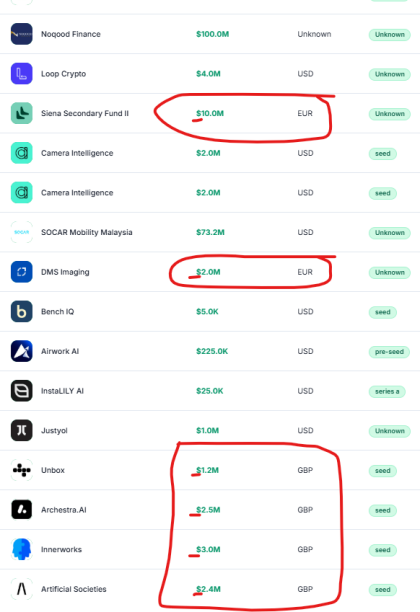 Noqood Finance $100.0M Unknown Unknown
Loop Crypto $4.0M USD Unknown
Siena Secondary Fund II $10.0M EUR Unknown
Camera Intelligence $2.0M USD seed
Camera Intelligence $2.0M USD seed
SOCAR SOCAR Mobility Malaysia $73.2M USD Unknown
DMS Imaging $2.0M EUR Unknown
b Bench IQ $5.0K USD seed
Airwork AI $225.0K USD pre-seed
InstaLILY AI $25.0K USD series a
Justyol $1.0M USD Unknown
Unbox $1.2M GBP seed
Archestra.AI $2.5M GBP seed
Innerworks $3.0M GBP seed
Artificial Societies $2.4M GBP seed